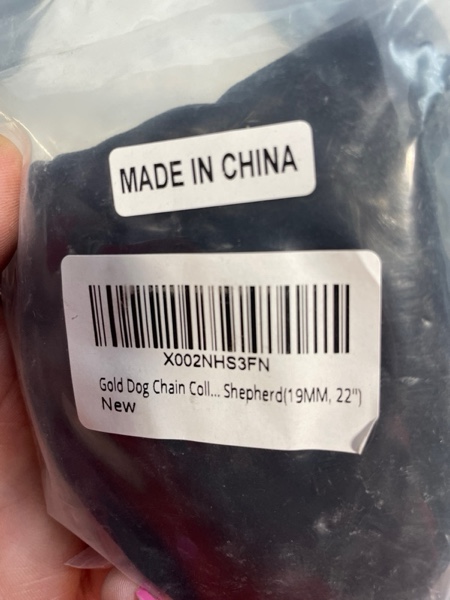 MADE IN CHINA
X002NHS3FN
Gold Dog Chain Coll... Shepherd(19MM, 22")
New